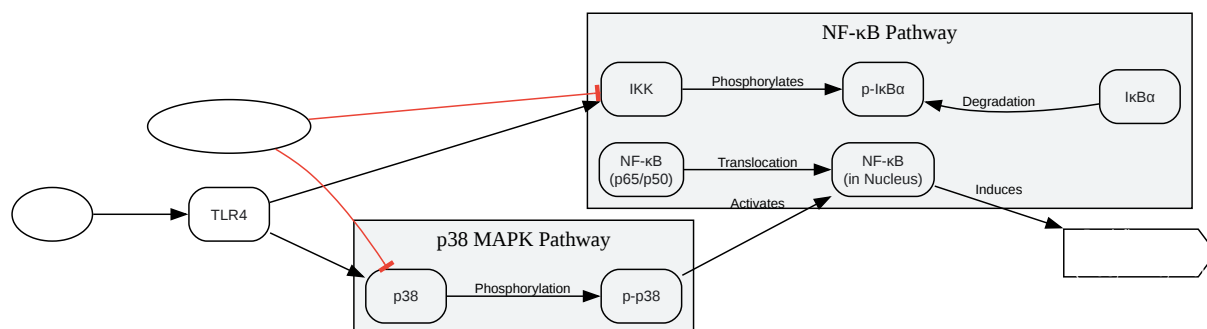 NF-κB Pathway
IKK
Phosphorylates
p-IκBα
Degradation
IκBα
NF-κB
(p65/p50)
Translocation
NF-κB
(in Nucleus)
Induces
Activates
TLR4
p38 MAPK Pathway
p38
Phosphorylation
p-p38